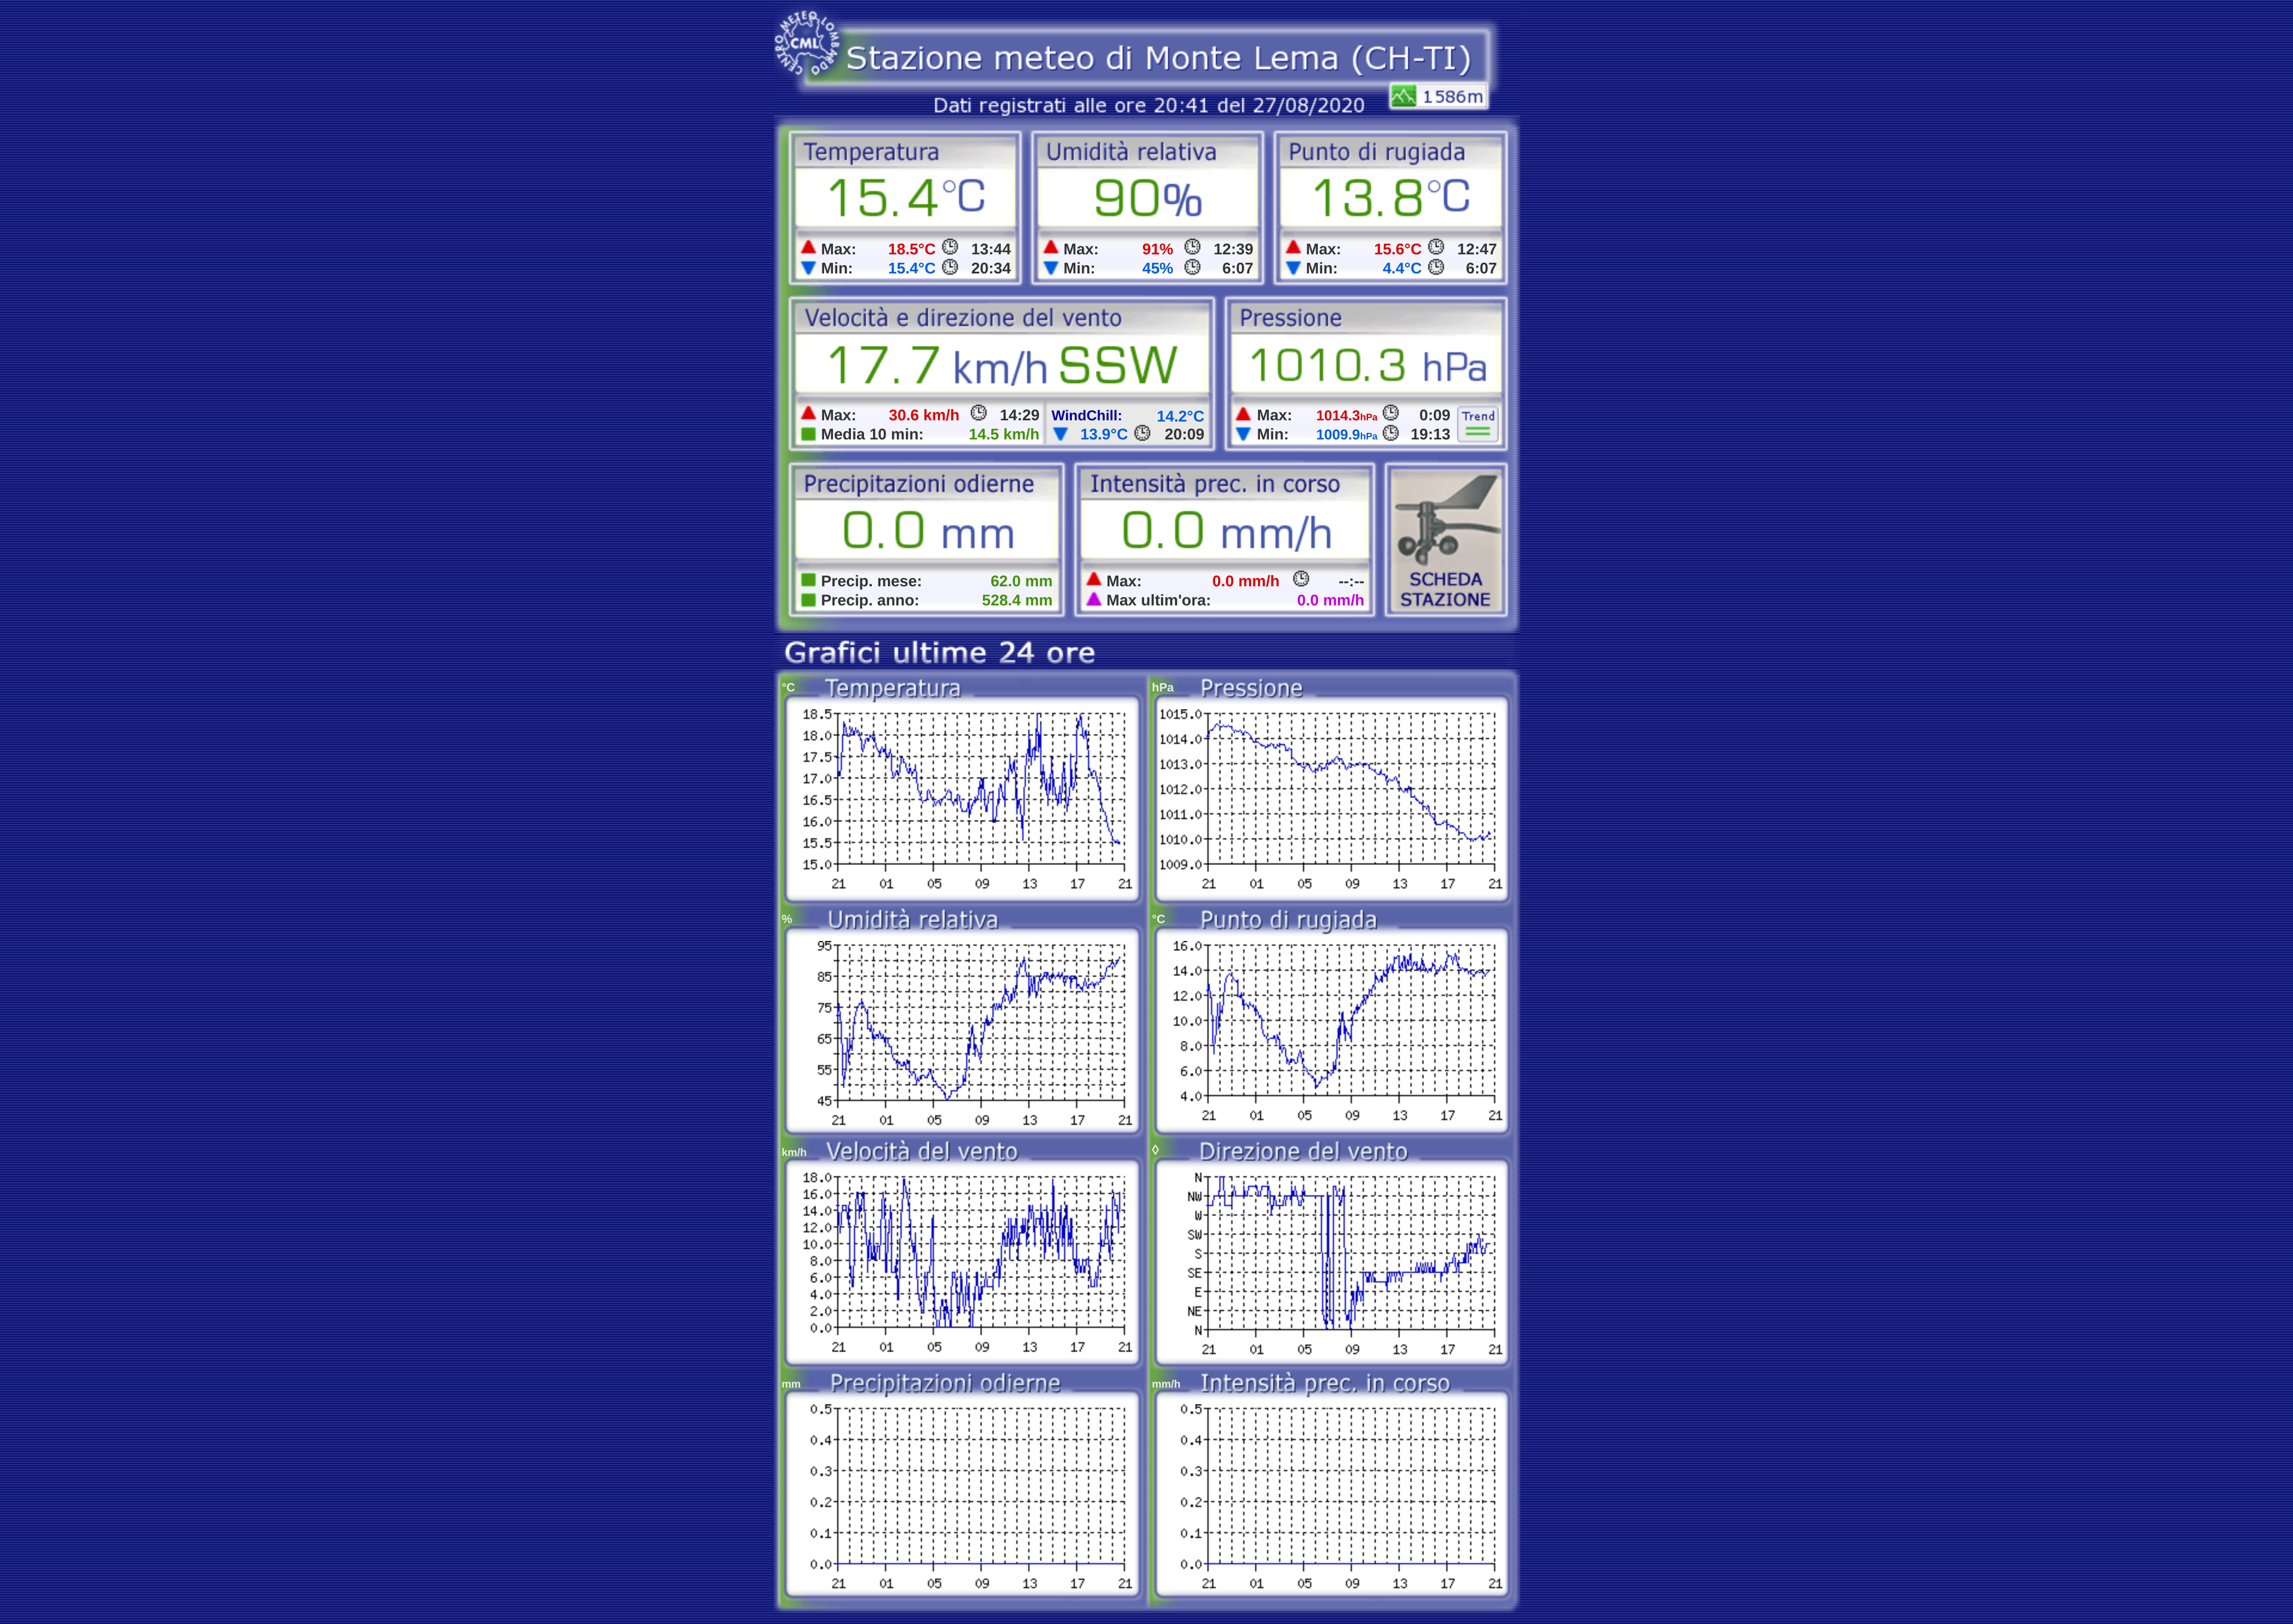 CENTRO METEO LOMBARDO
CML
Stazione meteo di Monte Lema (CH-TI)
Dati registrati alle ore 20:41 del 27/08/2020
1586m
Temperatura
15.4°C
Max: 18.5°C 13:44
Min: 15.4°C 20:34
Umidità relativa
90%
Max: 91% 12:39
Min: 45% 6:07
Punto di rugiada
13.8°C
Max: 15.6°C 12:47
Min: 4.4°C 6:07
Velocità e direzione del vento
17.7 km/h SSW
Max: 30.6 km/h 14:29
Media 10 min: 14.5 km/h
WindChill: 14.2°C
13.9°C 20:09
Pressione
1010.3 hPa
Max: 1014.3hPa 0:09
Min: 1009.9hPa 19:13
Trend
Precipitazioni odierne
0.0 mm
Precip. mese: 62.0 mm
Precip. anno: 528.4 mm
Intensità prec. in corso
0.0 mm/h
Max: 0.0 mm/h --:--
Max ultim'ora: 0.0 mm/h
SCHEDA
STAZIONE
Grafici ultime 24 ore
°C Temperatura
18.5
18.0
17.5
17.0
16.5
16.0
15.5
15.0
21 01 05 09 13 17 21
hPa Pressione
1015.0
1014.0
1013.0
1012.0
1011.0
1010.0
1009.0
21 01 05 09 13 17 21
% Umidità relativa
95
85
75
65
55
45
21 01 05 09 13 17 21
°C Punto di rugiada
16.0
14.0
12.0
10.0
8.0
6.0
4.0
21 01 05 09 13 17 21
km/h Velocità del vento
18.0
16.0
14.0
12.0
10.0
8.0
6.0
4.0
2.0
0.0
21 01 05 09 13 17 21
◊ Direzione del vento
N
NW
W
SW
S
SE
E
NE
N
21 01 05 09 13 17 21
mm Precipitazioni odierne
0.5
0.4
0.3
0.2
0.1
0.0
21 01 05 09 13 17 21
mm/h Intensità prec. in corso
0.5
0.4
0.3
0.2
0.1
0.0
21 01 05 09 13 17 21